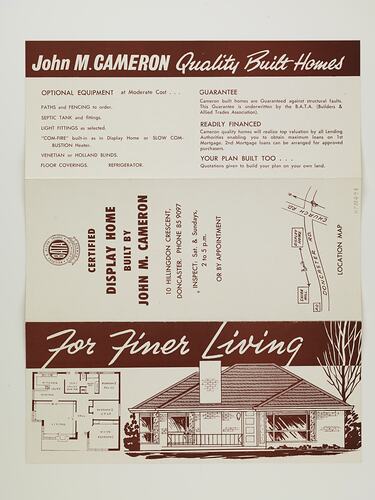 John M. CAMERON Quality Built Homes
OPTIONAL EQUIPMENT at Moderate Cost . . .
PATHS and FENCING to order.
SEPTIC TANK and fittings.
LIGHT FITTINGS as selected.
"COM-FIRE" built-in as in Display Home or SLOW COM-
BUSTION Heater.
VENETIAN or HOLLAND BLINDS.
FLOOR COVERINGS. REFRIGERATOR.
GUARANTEE
Cameron built homes are Guaranteed against structural faults.
This Guarantee is underwritten by the B.A.T.A. (Builders &
Allied Trades Association).
READILY FINANCED
Cameron quality homes will realize top valuation by all Lending
Authorities enabling you to obtain maximum loans on 1st
Mortgage. 2nd Mortgage loans can be arranged for approved
purchasers.
YOUR PLAN BUILT TOO . . .
Quotations given to build your plan on your own land.
CERTIFIED
DISPLAY HOME
BUILT BY
JOHN M. CAMERON
10 HILLINGDON CRESCENT,
DONCASTER. PHONE 85 9097
INSPECT: Sat. & Sundays,
2 to 5 p.m.
OR BY APPOINTMENT
CHURCH RD
DONCASTER RD.
LOCATION MAP
For Finer Living